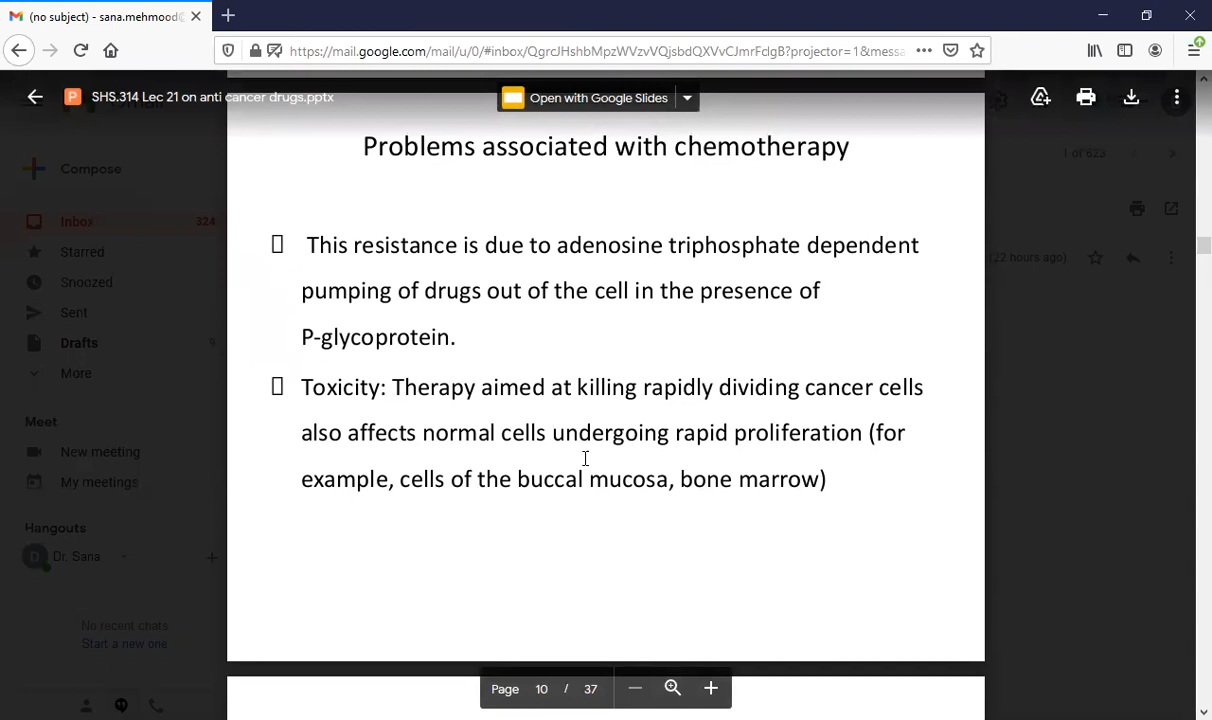 (no subject) - sana.mehmood@
https://mail.google.com/mail/u/0/#inbox/QgrcJHshbMpzWVzvVQjsbdQXVvCJmrFclgB?projector=1&messa
SHS.314 Lec 21 on anti cancer drugs.pptx
Open with Google Slides
Compose
1 of 623
Inbox 324
Starred
Snoozed
(22 hours ago)
Sent
Drafts 9
More
Meet
New meeting
My meetings
Hangouts
Dr. Sana
No recent chats
Start a new one
Problems associated with chemotherapy
This resistance is due to adenosine triphosphate dependent
pumping of drugs out of the cell in the presence of
P-glycoprotein.
Toxicity: Therapy aimed at killing rapidly dividing cancer cells
also affects normal cells undergoing rapid proliferation (for
example, cells of the buccal mucosa, bone marrow)
Page 10 / 37